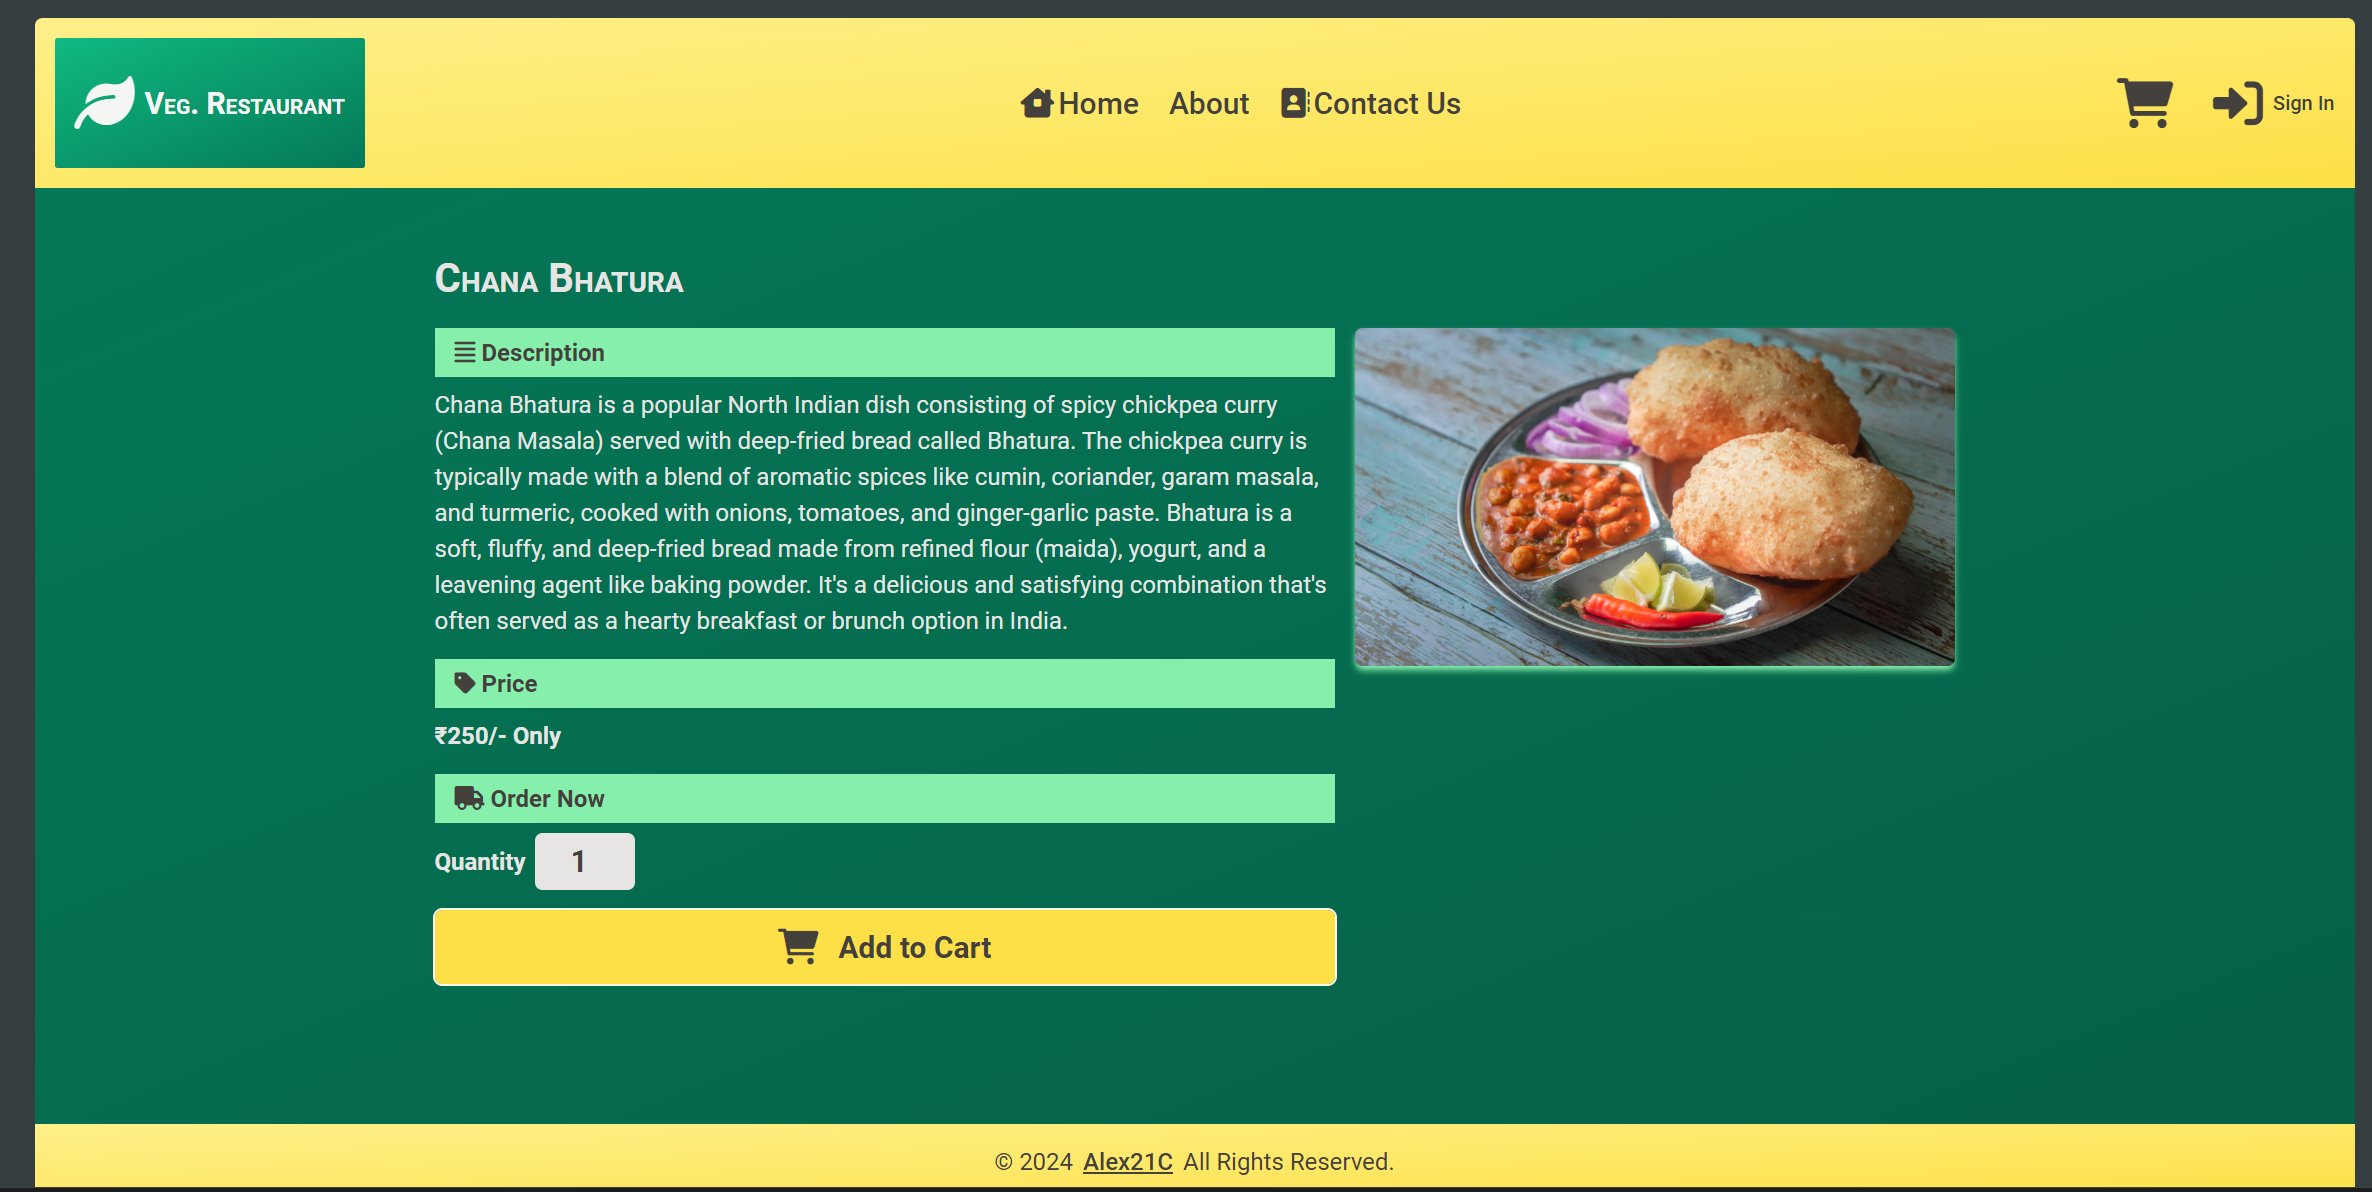 Veg. Restaurant
Home
About
Contact Us
Sign In
Chana Bhatura
Description
Chana Bhatura is a popular North Indian dish consisting of spicy chickpea curry
(Chana Masala) served with deep-fried bread called Bhatura. The chickpea curry is
typically made with a blend of aromatic spices like cumin, coriander, garam masala,
and turmeric, cooked with onions, tomatoes, and ginger-garlic paste. Bhatura is a
soft, fluffy, and deep-fried bread made from refined flour (maida), yogurt, and a
leavening agent like baking powder. It's a delicious and satisfying combination that's
often served as a hearty breakfast or brunch option in India.
Price
₹250/- Only
Order Now
Quantity 1
Add to Cart
© 2024 Alex21C All Rights Reserved.